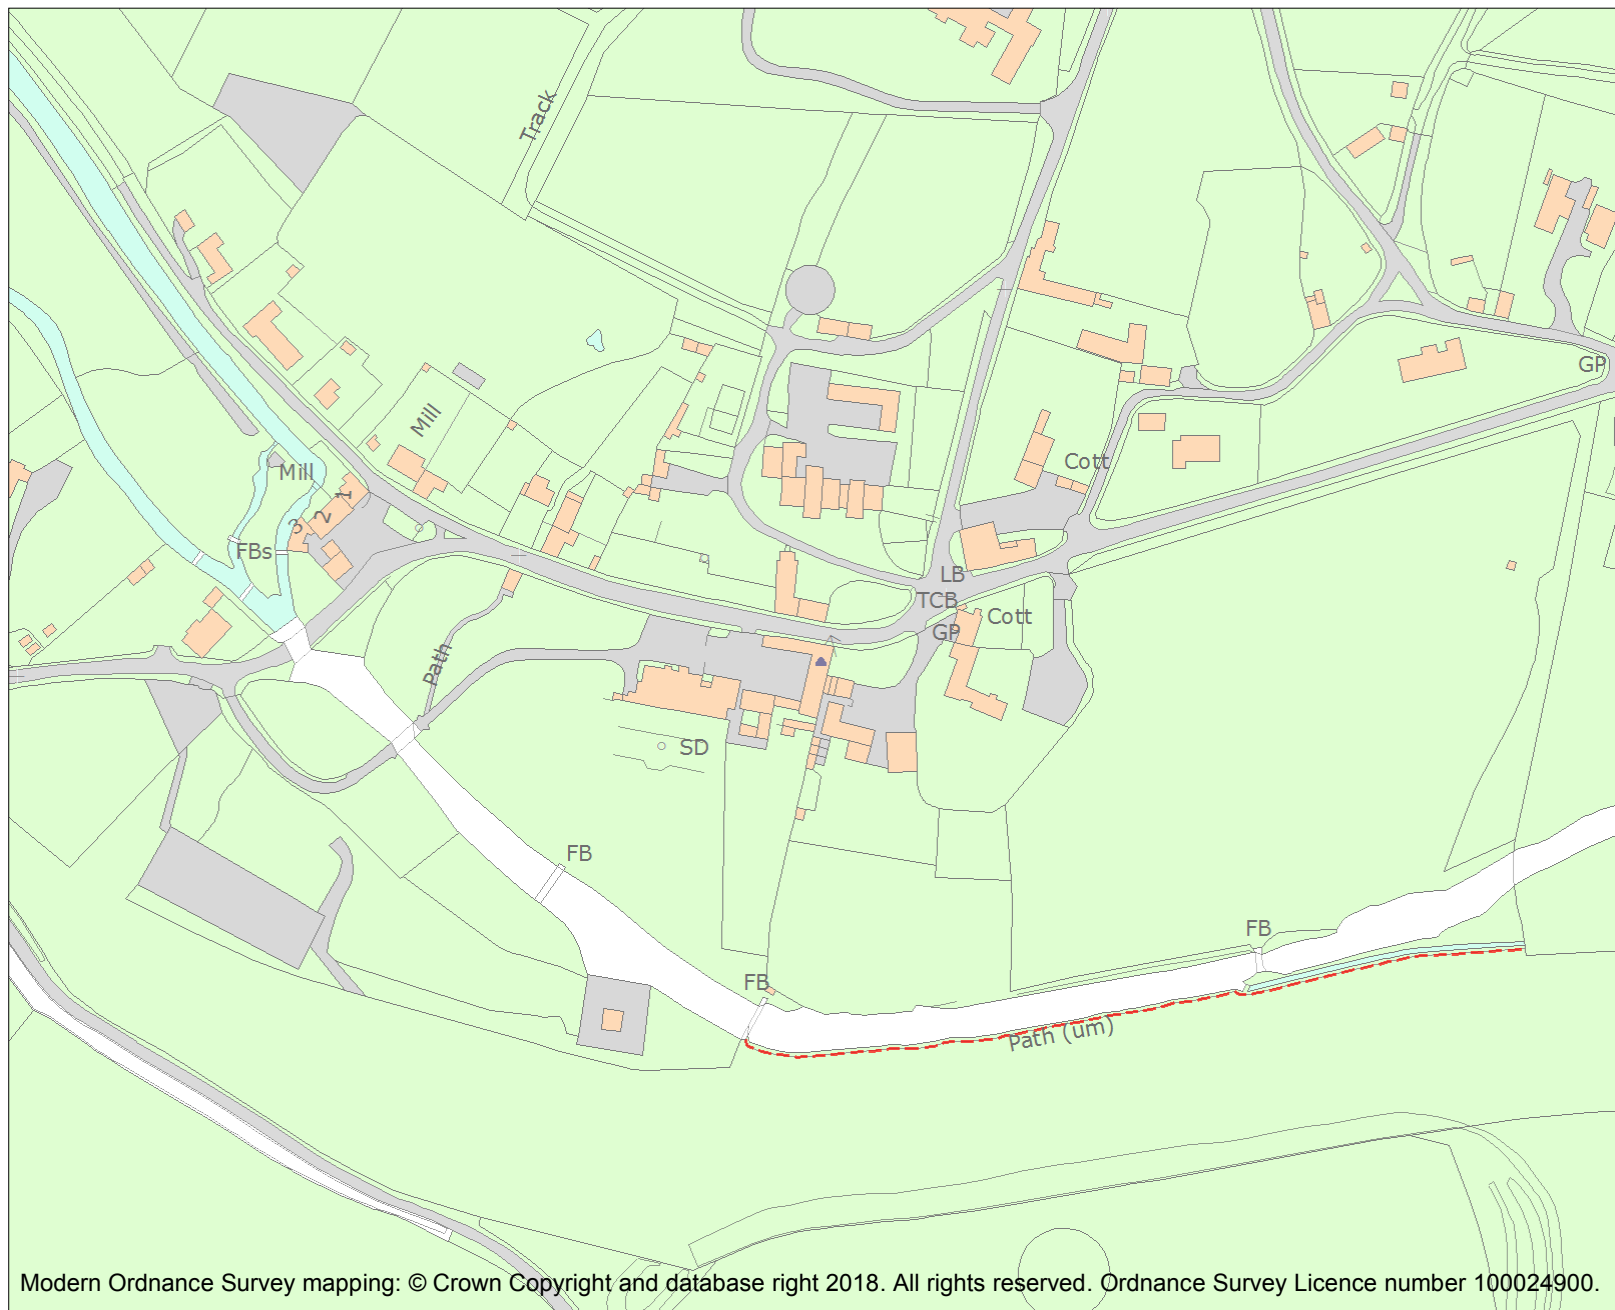 Track
GP
Mill
Cott
Mill
1
2
3
FBs
LB
TCB
Cott
GP
Path
SD
FB
FB
FB
Path (um)
Modern Ordnance Survey mapping: © Crown Copyright and database right 2018. All rights reserved. Ordnance Survey Licence number 100024900.